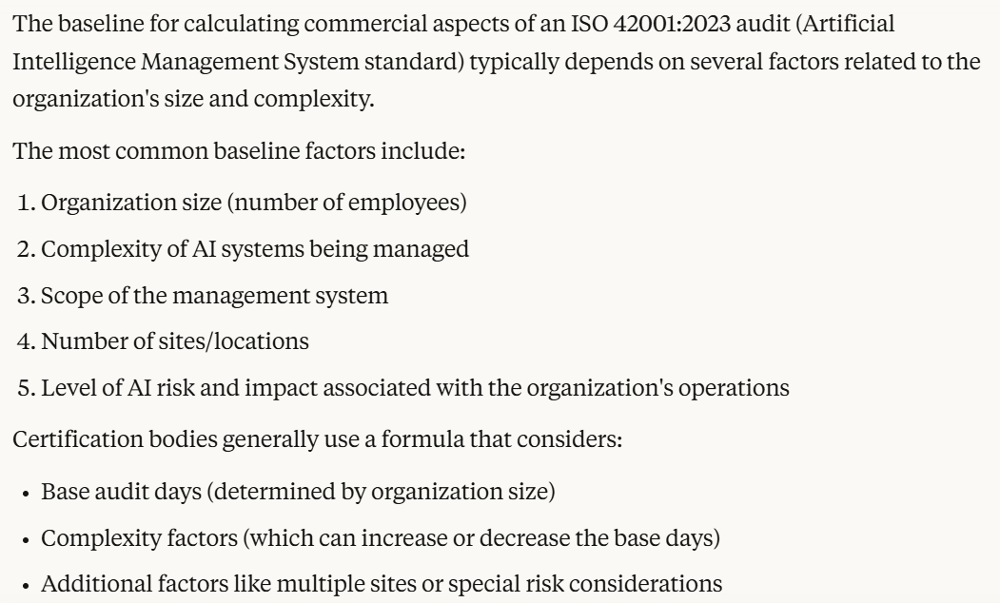 The baseline for calculating commercial aspects of an ISO 42001:2023 audit (Artificial
Intelligence Management System standard) typically depends on several factors related to the
organization's size and complexity.
The most common baseline factors include:
1. Organization size (number of employees)
2. Complexity of AI systems being managed
3. Scope of the management system
4. Number of sites/locations
5. Level of AI risk and impact associated with the organization's operations
Certification bodies generally use a formula that considers:
• Base audit days (determined by organization size)
• Complexity factors (which can increase or decrease the base days)
• Additional factors like multiple sites or special risk considerations